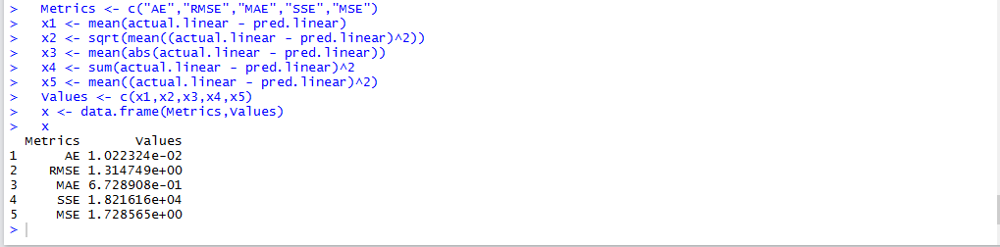 >   Metrics <- c("AE","RMSE","MAE","SSE","MSE")
>   x1 <- mean(actual.linear - pred.linear)
>   x2 <- sqrt(mean((actual.linear - pred.linear)^2))
>   x3 <- mean(abs(actual.linear - pred.linear))
>   x4 <- sum(actual.linear - pred.linear)^2
>   x5 <- mean((actual.linear - pred.linear)^2)
>   Values <- c(x1,x2,x3,x4,x5)
>   x <- data.frame(Metrics,Values)
>   x
  Metrics       Values
1      AE 1.022324e-02
2    RMSE 1.314749e+00
3     MAE 6.728908e-01
4     SSE 1.821616e+04
5     MSE 1.728565e+00
>